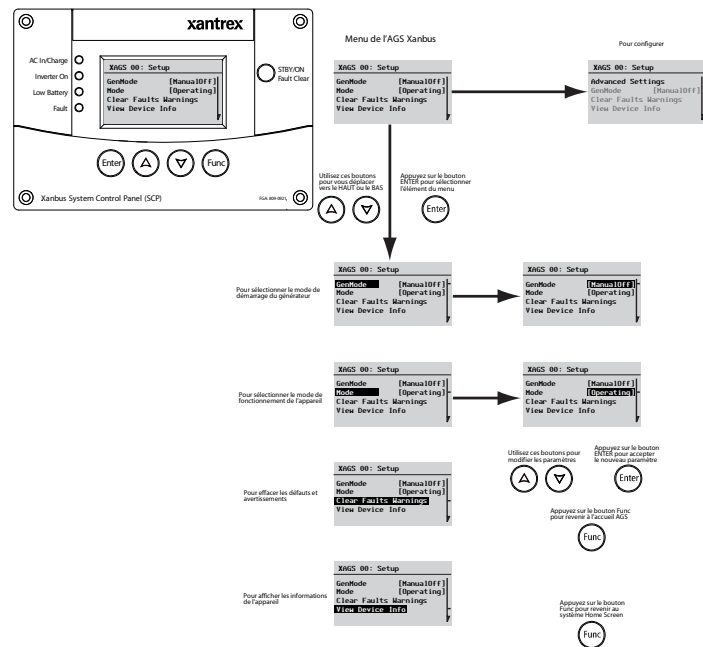 xantrex
AC In/Charge
Inverter On
Low Battery
Fault
XAGS 00: Setup
GenMode [ManualOff]
Mode [Operating]
Clear Faults Warnings
View Device Info
STBY/ON
Fault Clear
Enter
Func
Xanbus System Control Panel (SCP)
FGA 809-0921
Menu de l'AGS Xanbus
XAGS 00: Setup
GenMode [ManualOff]
Mode [Operating]
Clear Faults Warnings
View Device Info
Pour configurer
XAGS 00: Setup
Advanced Settings
GenMode [ManualOff]
Mode [Operating]
Clear Faults Warnings
View Device Info
Utilisez ces boutons
pour vous déplacer
vers le HAUT ou le BAS
Appuyez sur le bouton
ENTER pour sélectionner
l'élément du menu
Enter
Pour sélectionner le mode de
démarrage du générateur
XAGS 00: Setup
GenMode [ManualOff]
Mode [Operating]
Clear Faults Warnings
View Device Info
XAGS 00: Setup
GenMode [ManualOff]
Mode [Operating]
Clear Faults Warnings
View Device Info
Pour sélectionner le mode de
fonctionnement de l'appareil
XAGS 00: Setup
GenMode [ManualOff]
Mode [Operating]
Clear Faults Warnings
View Device Info
XAGS 00: Setup
GenMode [ManualOff]
Mode [Operating]
Clear Faults Warnings
View Device Info
Utilisez ces boutons pour
modifier les paramètres
Appuyez sur le bouton
ENTER pour accepter
le nouveau paramètre
Enter
Pour effacer les défauts et
avertissements
XAGS 00: Setup
GenMode [ManualOff]
Mode [Operating]
Clear Faults Warnings
View Device Info
Appuyez sur le bouton Func
pour revenir à l'accueil AGS
Func
Pour afficher les informations
de l'appareil
XAGS 00: Setup
GenMode [ManualOff]
Mode [Operating]
Clear Faults Warnings
View Device Info
Appuyez sur le bouton
Func pour revenir au
système Home Screen
Func